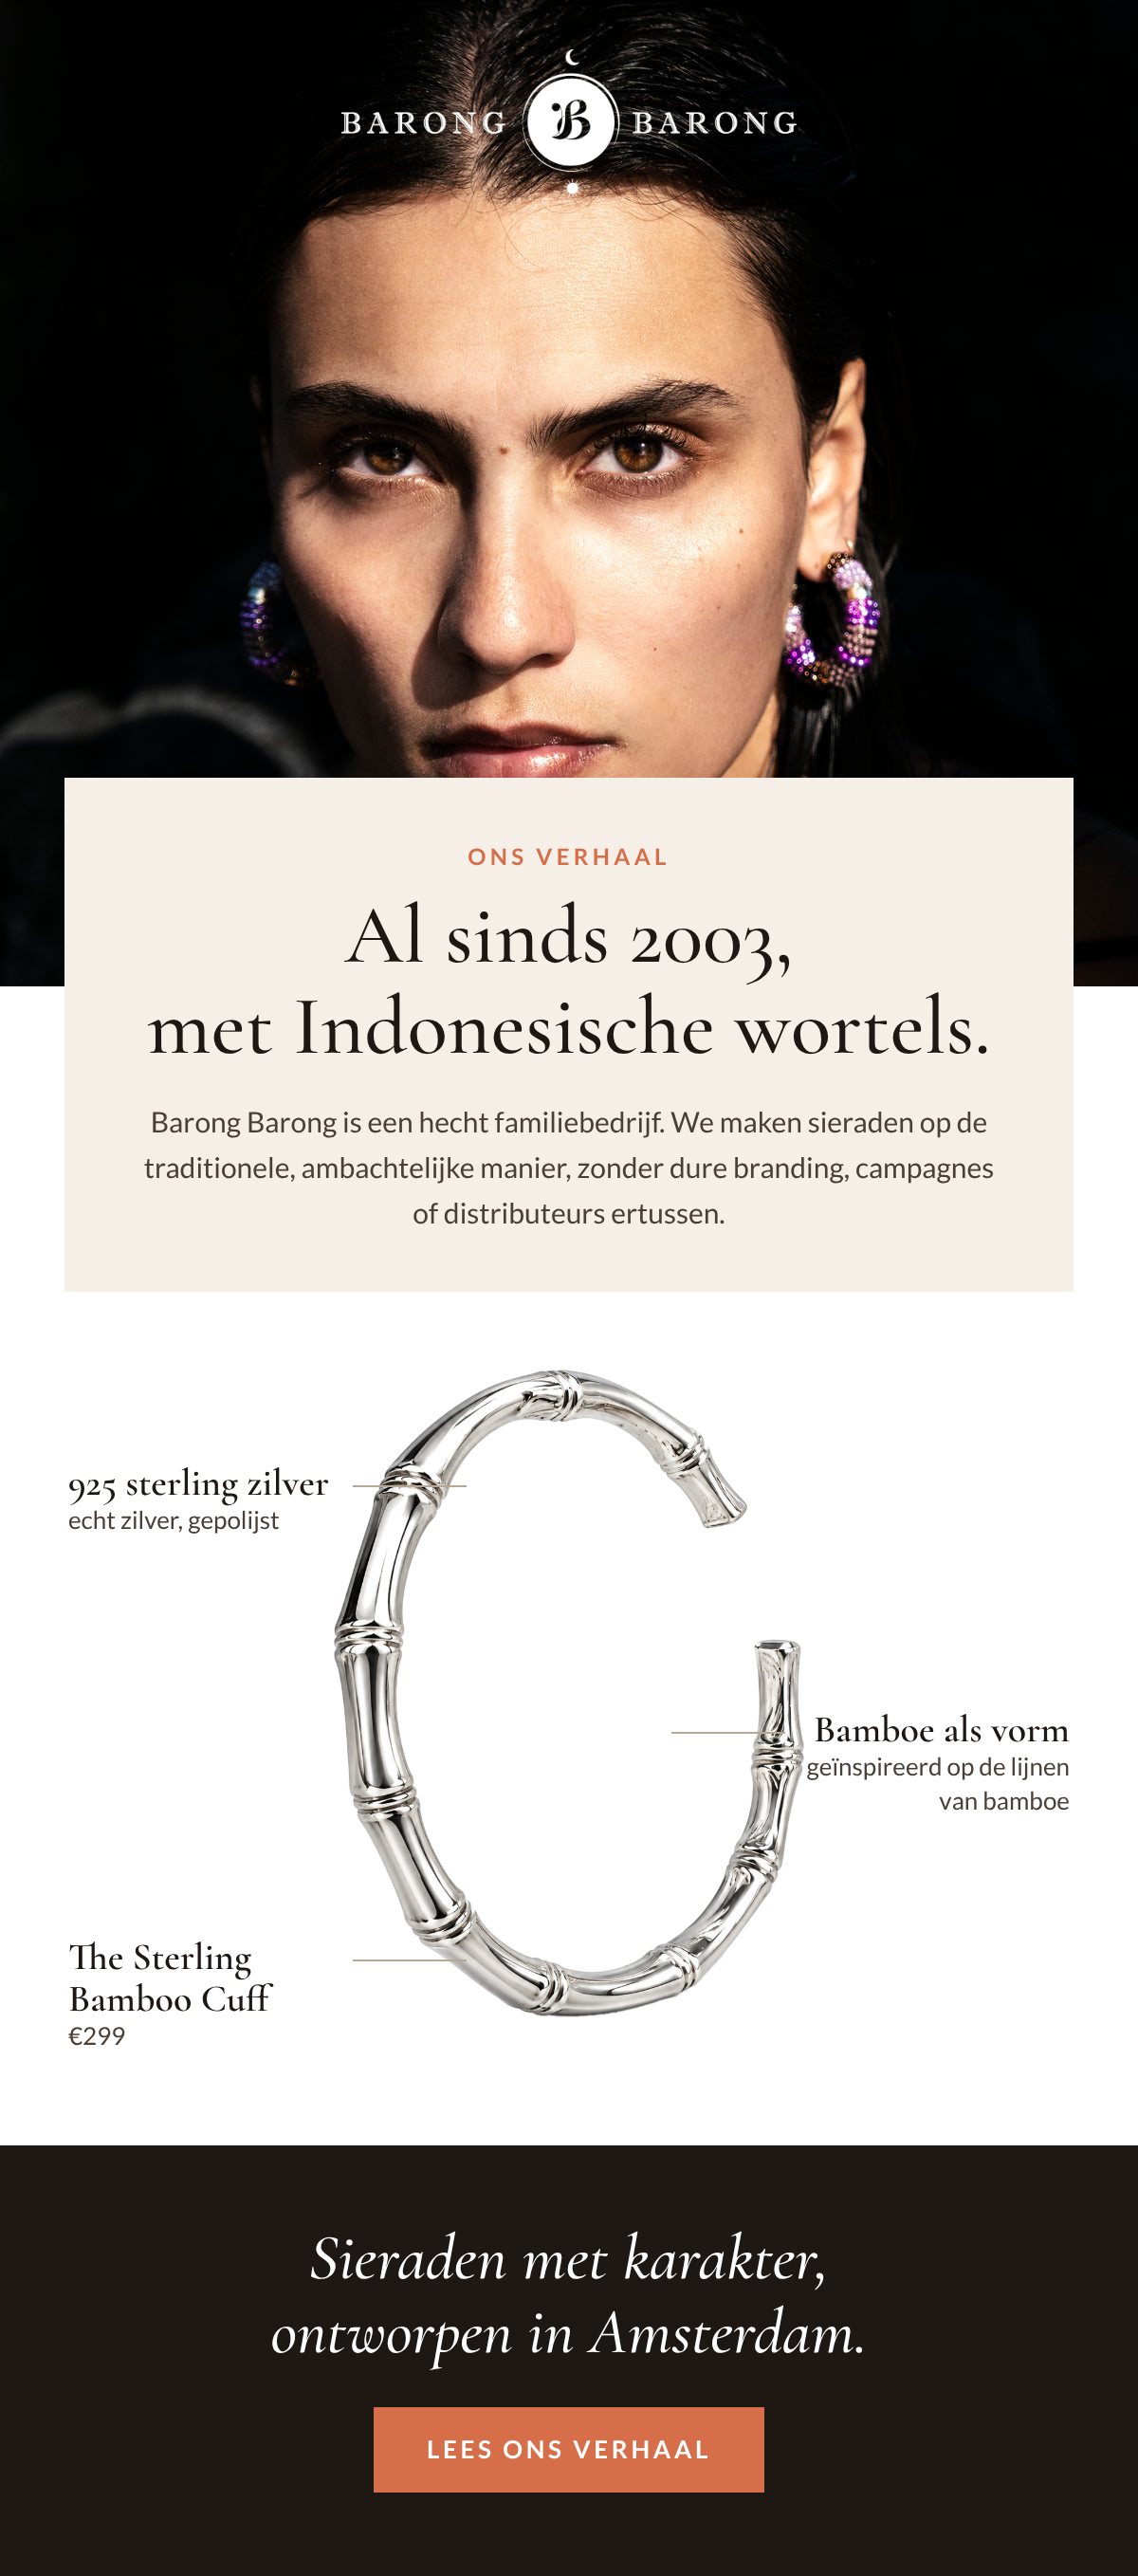 BARONG B BARONG
ONS VERHAAL
Al sinds 2003,
met Indonesische wortels.
Barong Barong is een hecht familiebedrijf. We maken sieraden op de
traditionele, ambachtelijke manier, zonder dure branding, campagnes
of distributeurs ertussen.
925 sterling zilver
echt zilver, gepolijst
Bamboe als vorm
geïnspireerd op de lijnen
van bamboe
The Sterling
Bamboo Cuff
€299
Sieraden met karakter,
ontworpen in Amsterdam.
LEES ONS VERHAAL